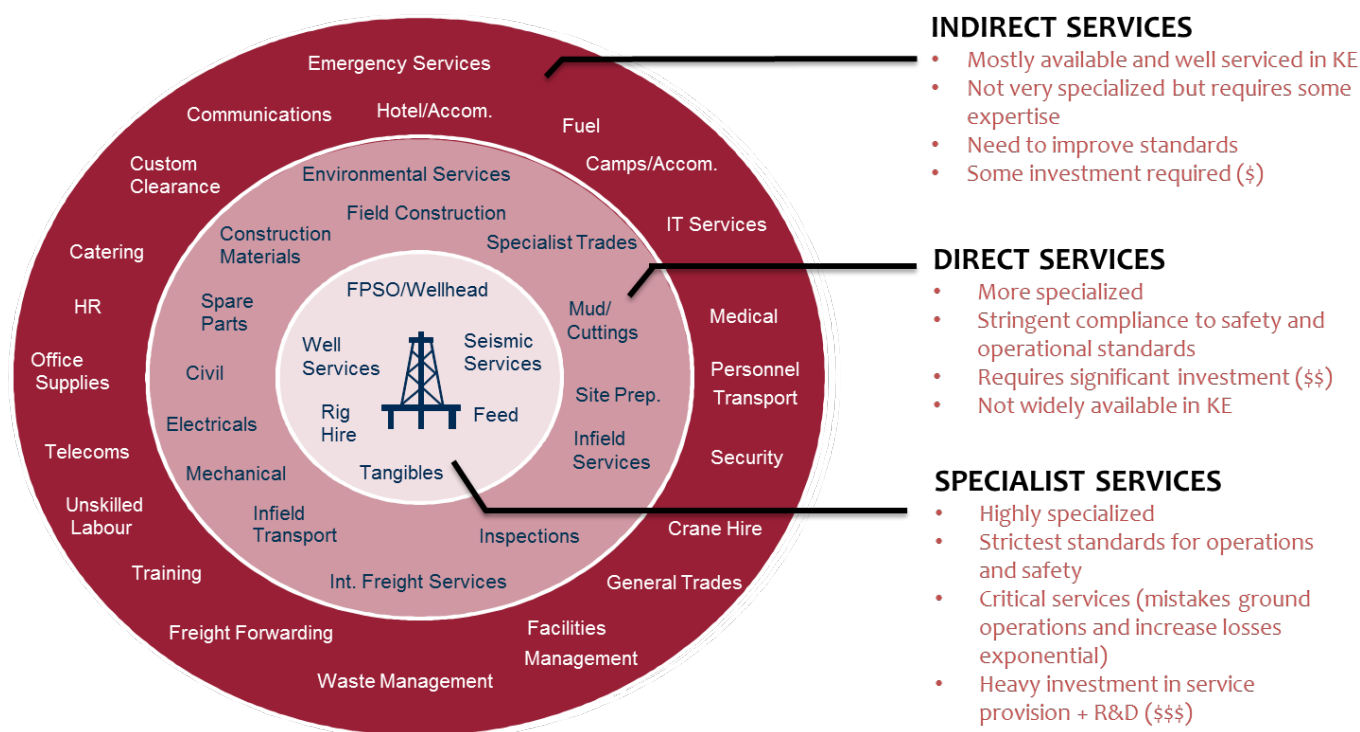 Emergency Services
Communications
Hotel/Accom.
Fuel
Custom
Clearance
Camps/Accom.
Catering
IT Services
HR
Medical
Office
Supplies
Personnel
Transport
Telecoms
Security
Unskilled
Labour
Crane Hire
Training
General Trades
Freight Forwarding
Facilities
Management
Waste Management
Environmental Services
Field Construction
Construction
Materials
Specialist Trades
Spare
Parts
Mud/
Cuttings
Civil
Site Prep.
Electricals
Infield
Services
Mechanical
Infield
Transport
Inspections
Int. Freight Services
FPSO/Wellhead
Well
Services
Seismic
Services
Rig
Hire
Feed
Tangibles
INDIRECT SERVICES
• Mostly available and well serviced in KE
• Not very specialized but requires some
expertise
• Need to improve standards
• Some investment required ($)
DIRECT SERVICES
• More specialized
• Stringent compliance to safety and
operational standards
• Requires significant investment ($$)
• Not widely available in KE
SPECIALIST SERVICES
• Highly specialized
• Strictest standards for operations
and safety
• Critical services (mistakes ground
operations and increase losses
exponential)
• Heavy investment in service
provision + R&D ($$$)